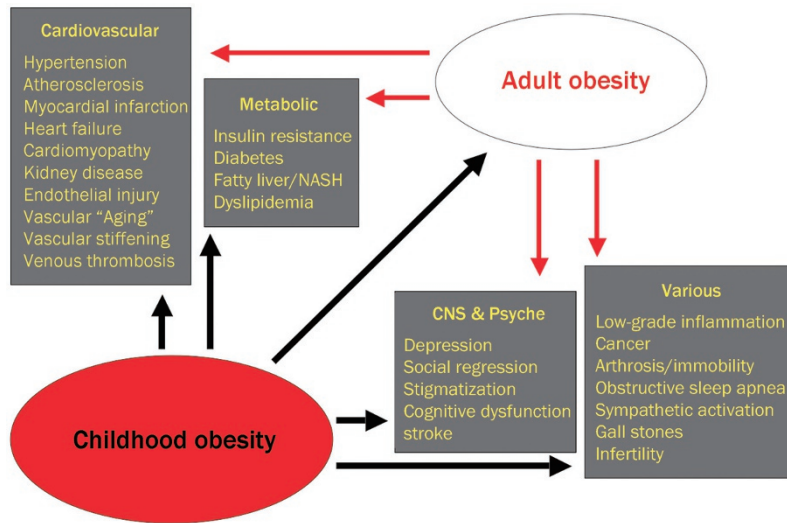 Cardiovascular
Hypertension
Atherosclerosis
Myocardial infarction
Heart failure
Cardiomyopathy
Kidney disease
Endothelial injury
Vascular “Aging”
Vascular stiffening
Venous thrombosis
Metabolic
Insulin resistance
Diabetes
Fatty liver/NASH
Dyslipidemia
Adult obesity
CNS & Psyche
Depression
Social regression
Stigmatization
Cognitive dysfunction
stroke
Various
Low-grade inflammation
Cancer
Arthrosis/immobility
Obstructive sleep apnea
Sympathetic activation
Gall stones
Infertility
Childhood obesity